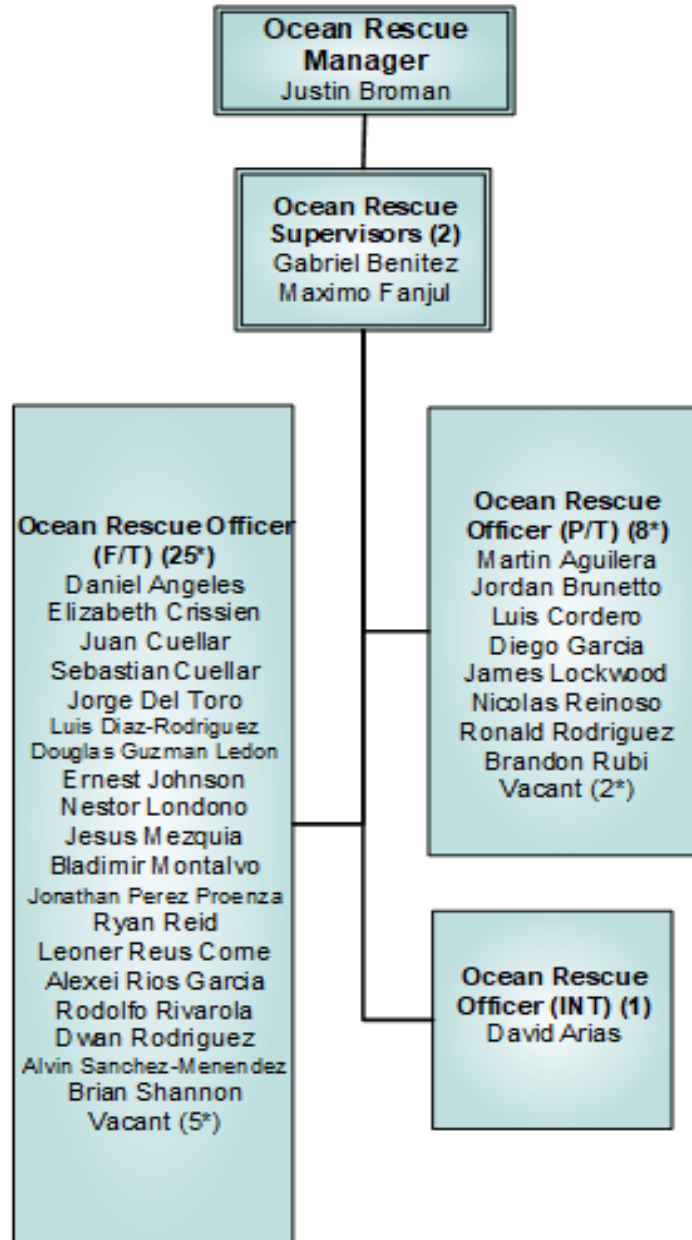 Ocean Rescue
Manager
Justin Broman
Ocean Rescue
Supervisors (2)
Gabriel Benitez
Maximo Fanjul
Ocean Rescue Officer
(F/T) (25*)
Daniel Angeles
Elizabeth Crissien
Juan Cuellar
Sebastian Cuellar
Jorge Del Toro
Luis Diaz-Rodriguez
Douglas Guzman Ledon
Ernest Johnson
Nestor Londono
Jesus Mezquia
Bladimir Montalvo
Jonathan Perez Proenza
Ryan Reid
Leoner Reus Come
Alexei Rios Garcia
Rodolfo Rivarola
Dwan Rodriguez
Alvin Sanchez-Menendez
Brian Shannon
Vacant (5*)
Ocean Rescue
Officer (P/T) (8*)
Martin Aguilera
Jordan Brunetto
Luis Cordero
Diego Garcia
James Lockwood
Nicolas Reinoso
Ronald Rodriguez
Brandon Rubi
Vacant (2*)
Ocean Rescue
Officer (INT) (1)
David Arias